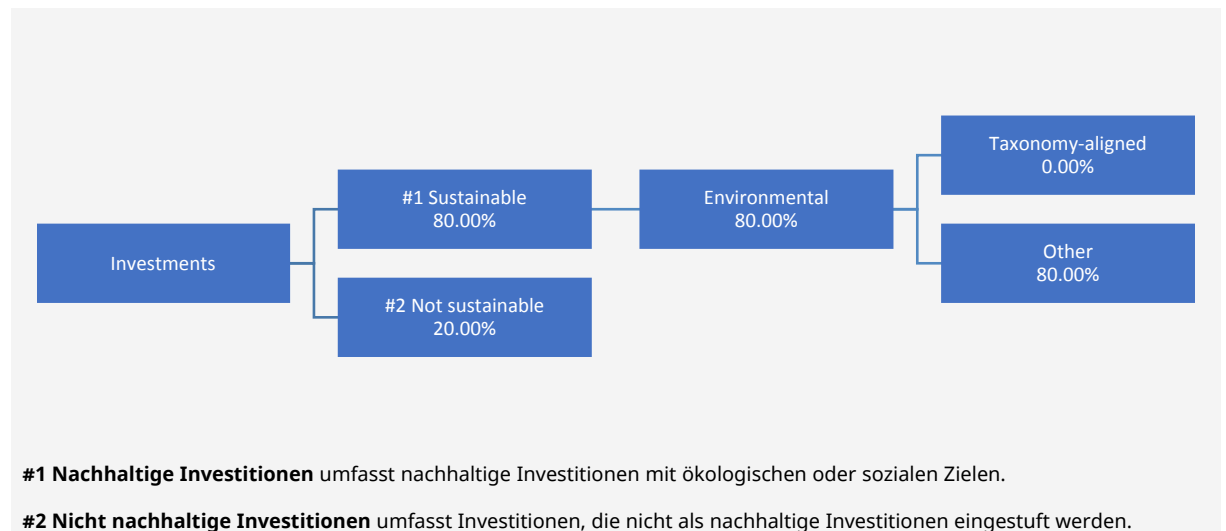 Investments
#1 Sustainable
80.00%
#2 Not sustainable
20.00%
Environmental
80.00%
Taxonomy-aligned
0.00%
Other
80.00%
#1 Nachhaltige Investitionen umfasst nachhaltige Investitionen mit ökologischen oder sozialen Zielen.
#2 Nicht nachhaltige Investitionen umfasst Investitionen, die nicht als nachhaltige Investitionen eingestuft werden.